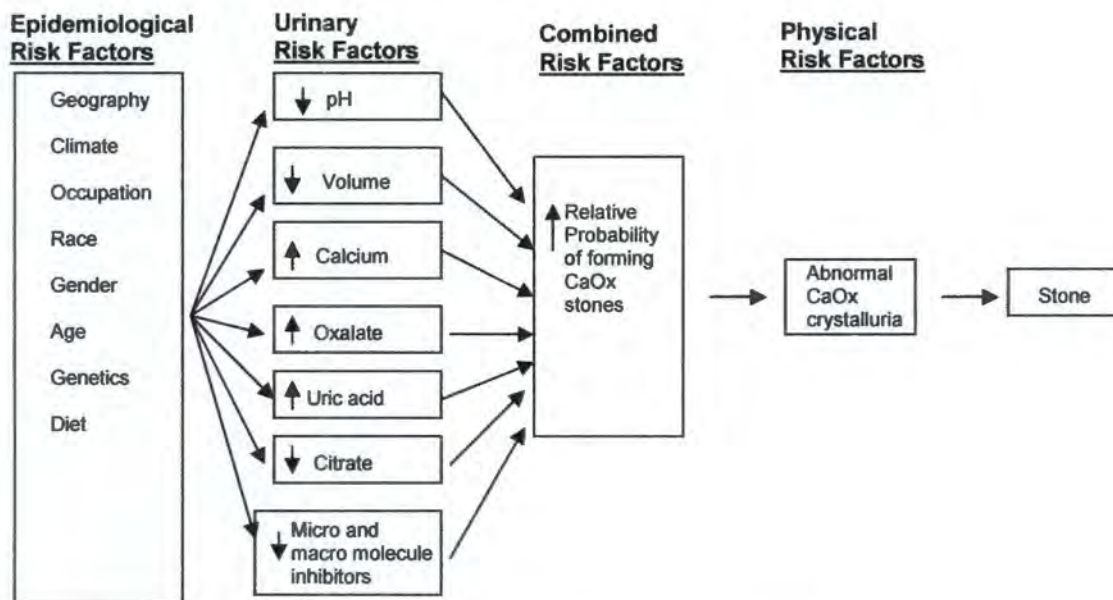 Epidemiological
Risk Factors
Geography
Climate
Occupation
Race
Gender
Age
Genetics
Diet
Urinary
Risk Factors
↓ pH
↓ Volume
↑ Calcium
↑ Oxalate
↑ Uric acid
↓ Citrate
↓ Micro and
macro molecule
inhibitors
Combined
Risk Factors
↑ Relative
Probability
of forming
CaOx
stones
Physical
Risk Factors
Abnormal
CaOx
crystalluria
Stone